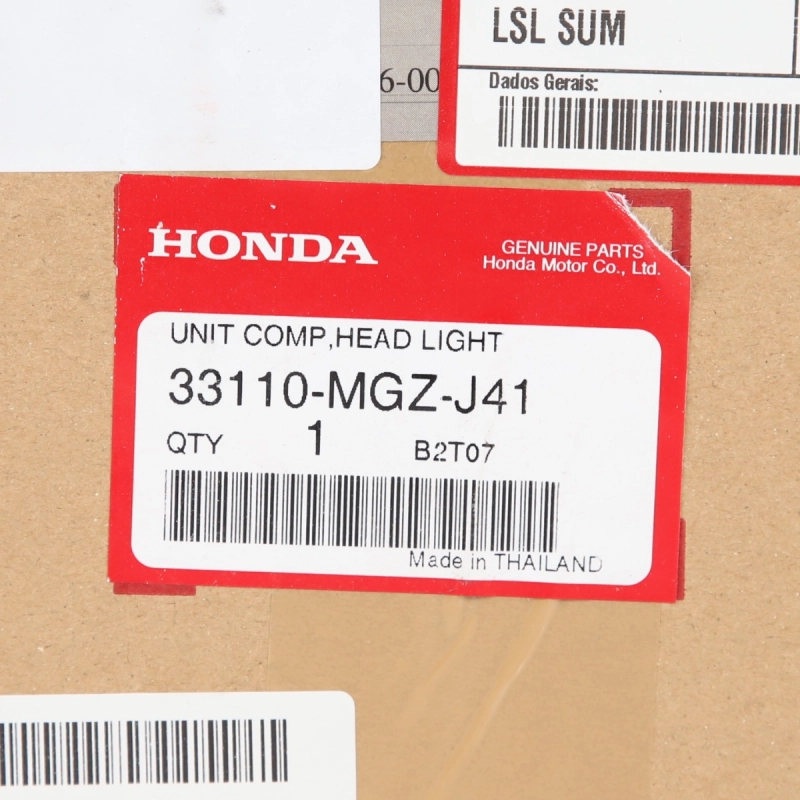 LSL SUM
6-00
Dados Gerais:
HONDA
GENUINE PARTS
Honda Motor Co., Ltd.
UNIT COMP,HEAD LIGHT
33110-MGZ-J41
QTY 1 B2T07
Made in THAILAND